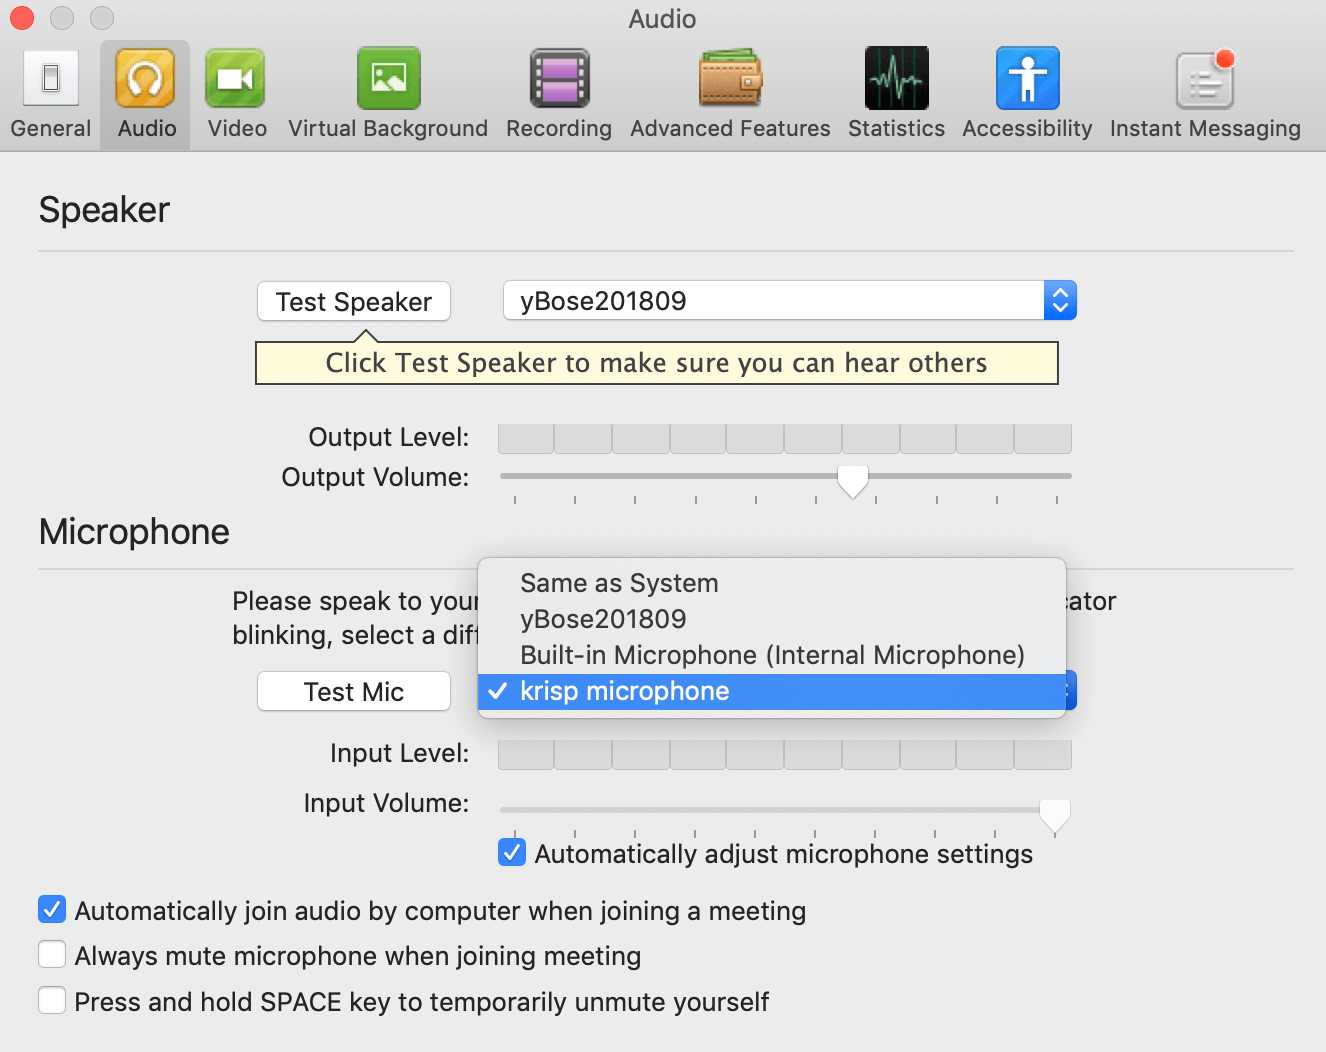 Audio
General
Audio
Video
Virtual Background
Recording
Advanced Features
Statistics
Accessibility
Instant Messaging
Speaker
Test Speaker
yBose201809
Click Test Speaker to make sure you can hear others
Output Level:
Output Volume:
Microphone
Please speak to your
blinking, select a dif
Same as System
yBose201809
Built-in Microphone (Internal Microphone)
krisp microphone
Test Mic
Input Level:
Input Volume:
Automatically adjust microphone settings
Automatically join audio by computer when joining a meeting
Always mute microphone when joining meeting
Press and hold SPACE key to temporarily unmute yourself